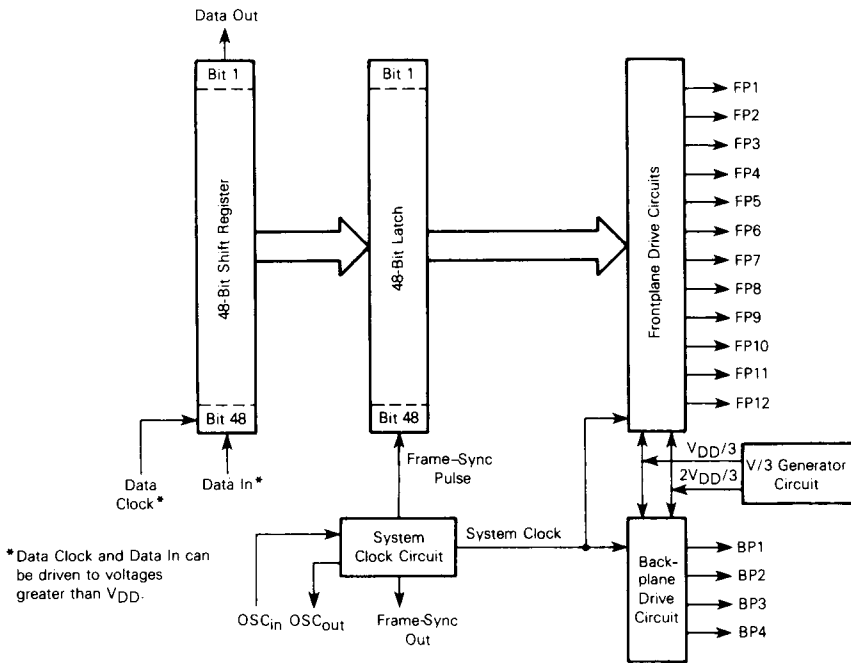 Data Out
Bit 1
48-Bit Shift Register
Bit 48
Data
Clock*
Data In*
Bit 1
48-Bit Latch
Bit 48
Frame-Sync
Pulse
Frontplane Drive Circuits
FP1
FP2
FP3
FP4
FP5
FP6
FP7
FP8
FP9
FP10
FP11
FP12
VDD/3
2VDD/3
V/3 Generator
Circuit
System
Clock Circuit
System Clock
OSCin
OSCout
Frame-Sync
Out
Back-
plane
Drive
Circuit
BP1
BP2
BP3
BP4
*Data Clock and Data In can
be driven to voltages
greater than VDD.